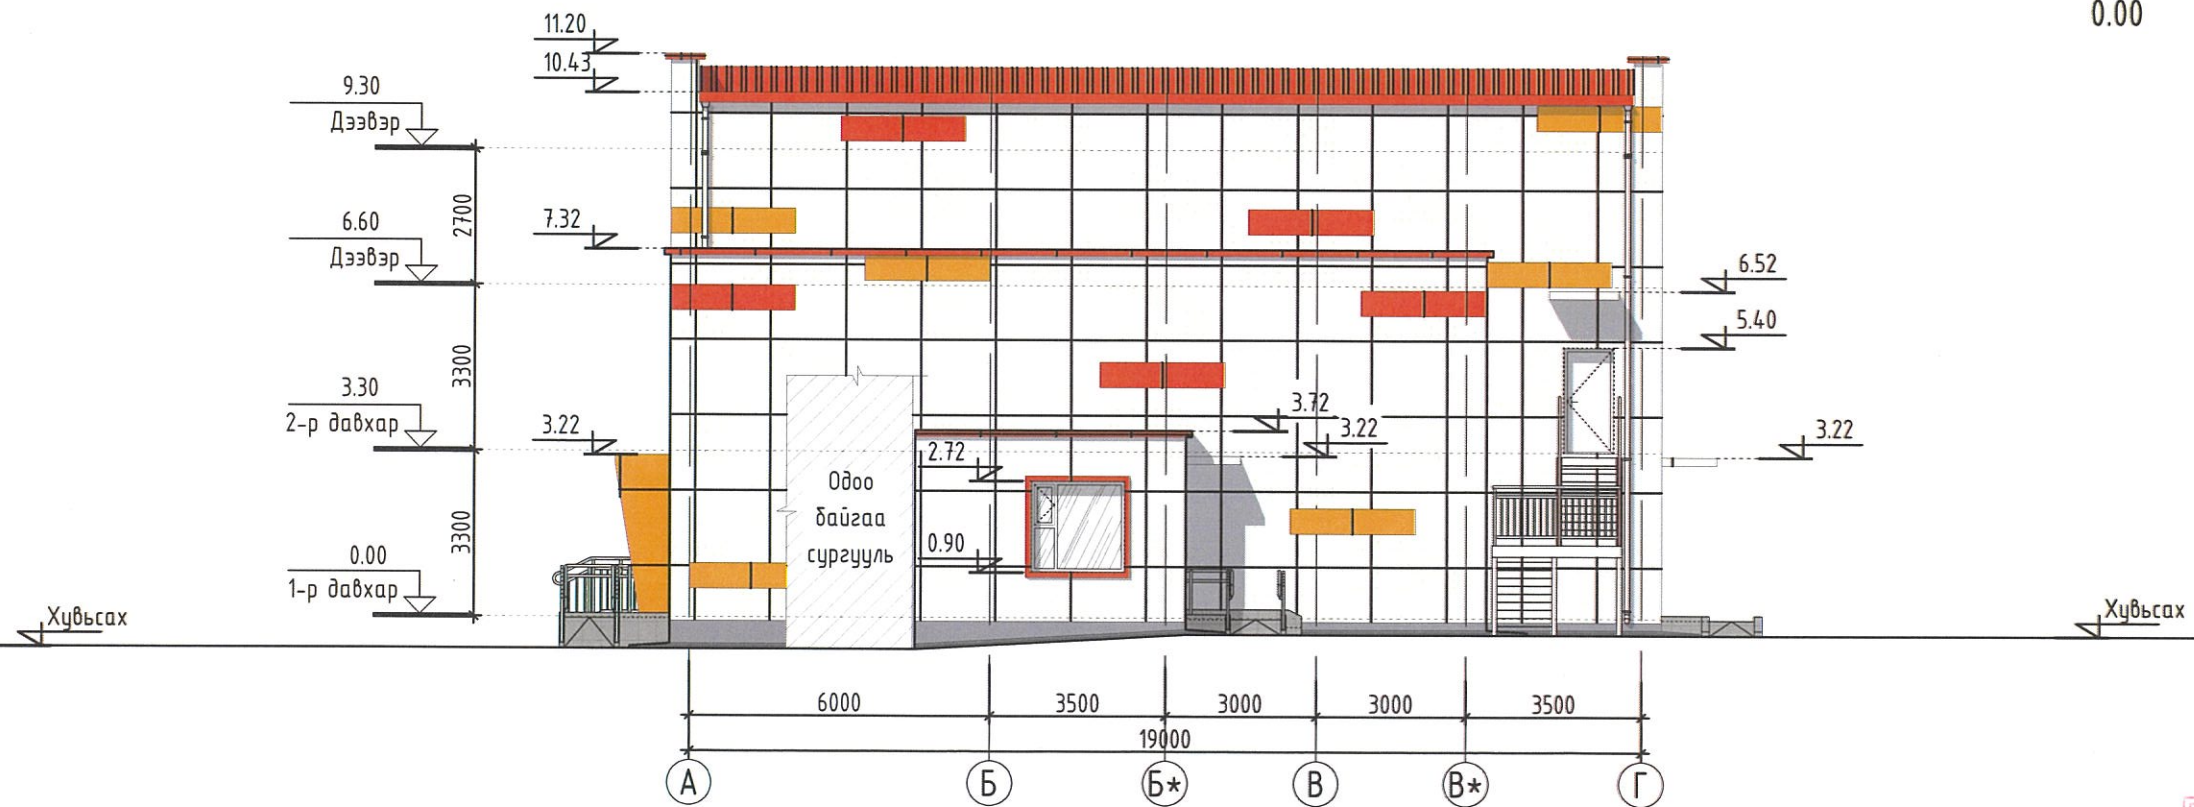 0.00
11.20
10.43
9.30
Дээвэр
2700
7.32
6.60
Дээвэр
6.52
5.40
3300
3.30
2-р давхар
3.22
3.72
3.22
3.22
2.72
Одоо
байгаа
сургууль
0.90
3300
0.00
1-р давхар
Хувьсах
Хувьсах
6000
3500
3000
3000
3500
19000
А
Б
Б*
В
В*
Г